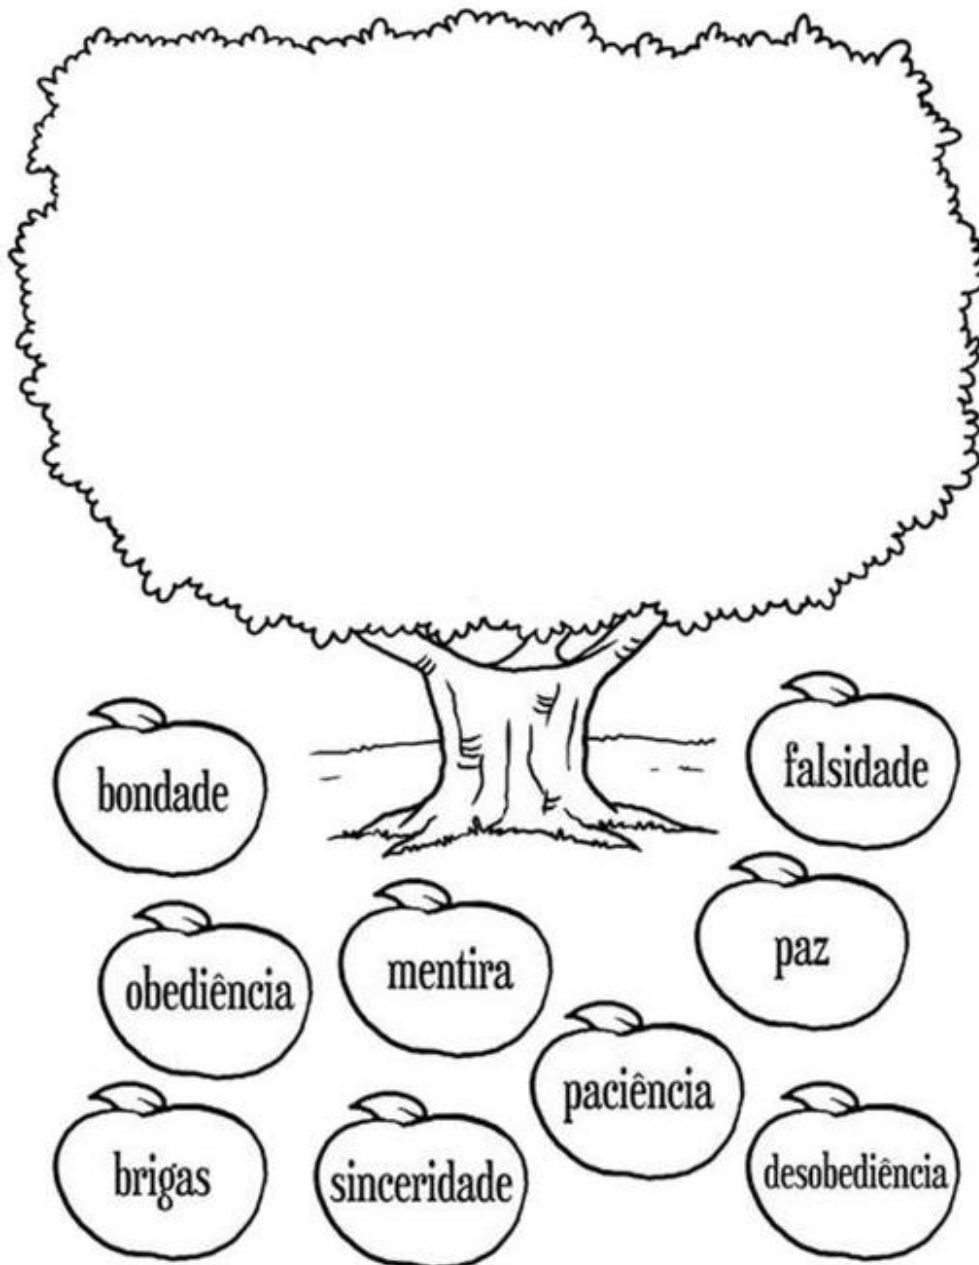 bondade
falsidade
obediência
mentira
paz
paciência
brigas
sinceridade
desobediência